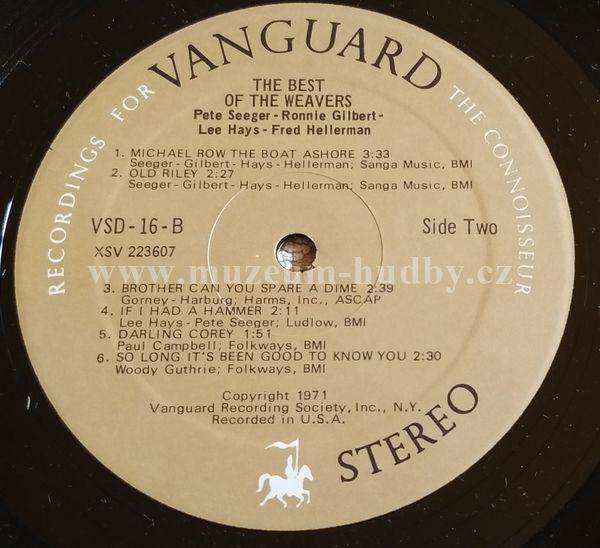 RECORDINGS FOR VANGUARD THE CONNOISSEUR
THE BEST
OF THE WEAVERS
Pete Seeger - Ronnie Gilbert -
Lee Hays - Fred Hellerman
1. MICHAEL ROW THE BOAT ASHORE 3:33
Seeger - Gilbert - Hays - Hellerman; Sanga Music, BMI
2. OLD RILEY 2:27
Seeger - Gilbert - Hays - Hellerman; Sanga Music, BMI
VSD - 16 - B
Side Two
XSV 223607
www.muzeum-hudby.cz
3. BROTHER CAN YOU SPARE A DIME 2:39
Gorney - Harburg; Harms, Inc., ASCAP
4. IF I HAD A HAMMER 2:11
Lee Hays - Pete Seeger; Ludlow, BMI
5. DARLING COREY 1:51
Paul Campbell; Folkways, BMI
6. SO LONG IT'S BEEN GOOD TO KNOW YOU 2:30
Woody Guthrie; Folkways, BMI
Copyright 1971
Vanguard Recording Society, Inc., N.Y.
Recorded in U.S.A.
STEREO